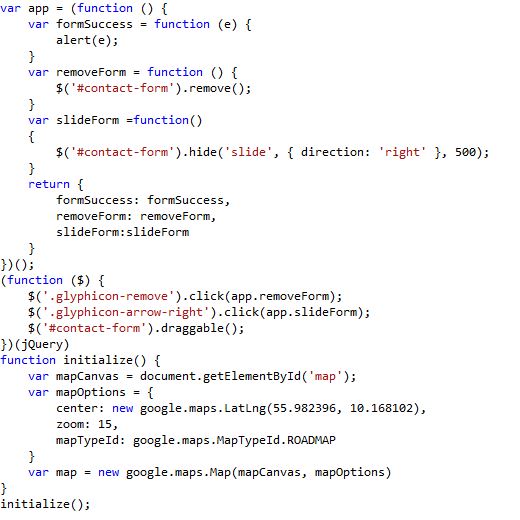 var app = (function () {
    var formSuccess = function (e) {
        alert(e);
    }
    var removeForm = function () {
        $('#contact-form').remove();
    }
    var slideForm =function()
    {
        $('#contact-form').hide('slide', { direction: 'right' }, 500);
    }
    return {
        formSuccess: formSuccess,
        removeForm: removeForm,
        slideForm:slideForm
    }
})();
(function ($) {
    $('.glyphicon-remove').click(app.removeForm);
    $('.glyphicon-arrow-right').click(app.slideForm);
    $('#contact-form').draggable();
})(jQuery)
function initialize() {
    var mapCanvas = document.getElementById('map');
    var mapOptions = {
        center: new google.maps.LatLng(55.982396, 10.168102),
        zoom: 15,
        mapTypeId: google.maps.MapTypeId.ROADMAP
    }
    var map = new google.maps.Map(mapCanvas, mapOptions)
}
initialize();